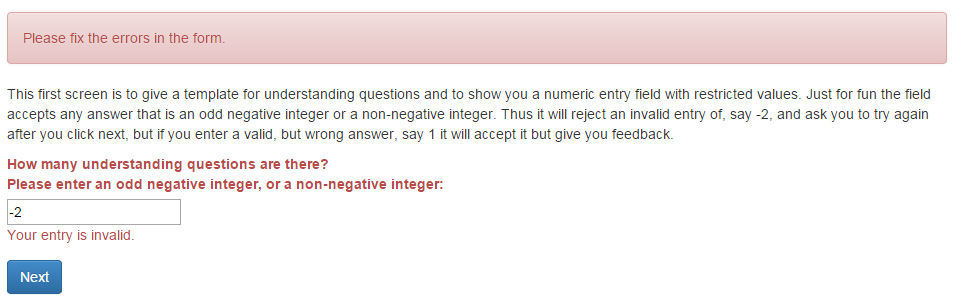 Please fix the errors in the form.
This first screen is to give a template for understanding questions and to show you a numeric entry field with restricted values. Just for fun the field
accepts any answer that is an odd negative integer or a non-negative integer. Thus it will reject an invalid entry of, say -2, and ask you to try again
after you click next, but if you enter a valid, but wrong answer, say 1 it will accept it but give you feedback.
How many understanding questions are there?
Please enter an odd negative integer, or a non-negative integer:
-2
Your entry is invalid.
Next